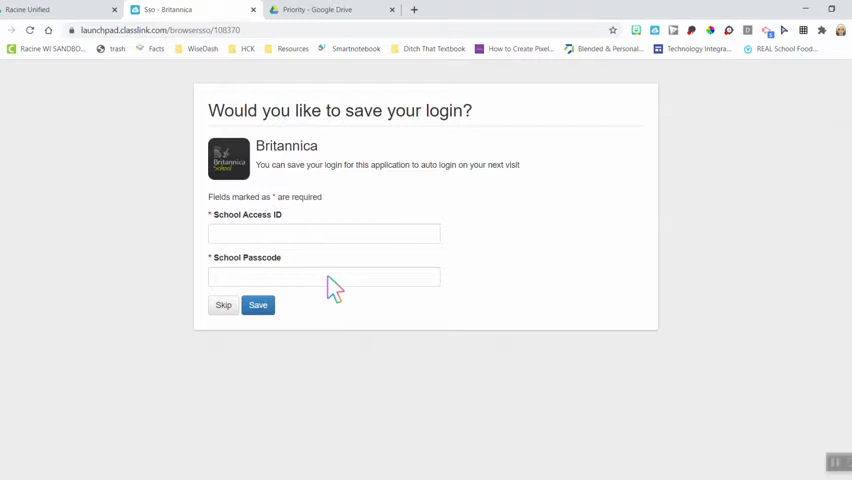 Racine Unified
Sso - Britannica
Priority - Google Drive
launchpad.classlink.com/browsersso/108370
Racine WI SANDBO...
trash
Facts
WiseDash
HCK
Resources
Smartnotebook
Ditch That Textbook
How to Create Pixel...
Blended & Personal...
Technology Integra...
REAL School Food...
Would you like to save your login?
Britannica
You can save your login for this application to auto login on your next visit
Britannica
School
Fields marked as * are required
* School Access ID
* School Passcode
Skip
Save